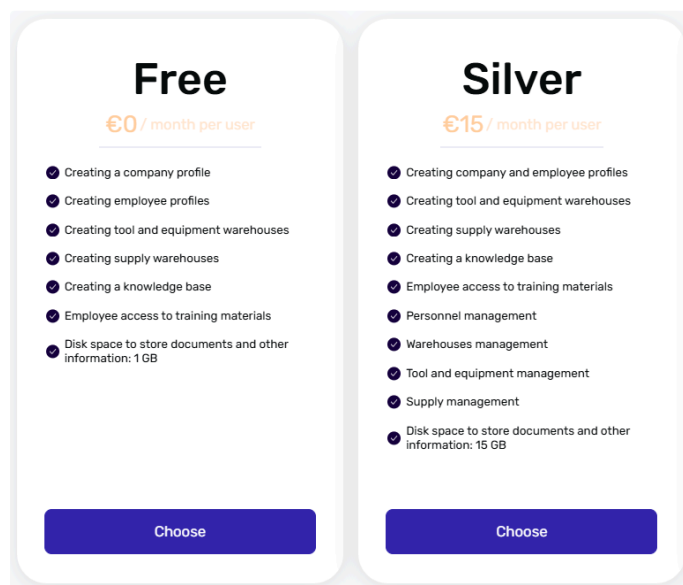 Free
€0 / month per user
Creating a company profile
Creating employee profiles
Creating tool and equipment warehouses
Creating supply warehouses
Creating a knowledge base
Employee access to training materials
Disk space to store documents and other
information: 1 GB
Choose
Silver
€15 / month per user
Creating company and employee profiles
Creating tool and equipment warehouses
Creating supply warehouses
Creating a knowledge base
Employee access to training materials
Personnel management
Warehouses management
Tool and equipment management
Supply management
Disk space to store documents and other
information: 15 GB
Choose